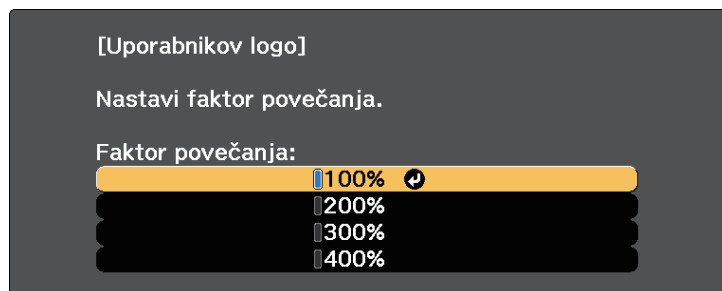 [Uporabnikov logo]
Nastavi faktor povečanja.
Faktor povečanja:
100%
200%
300%
400%